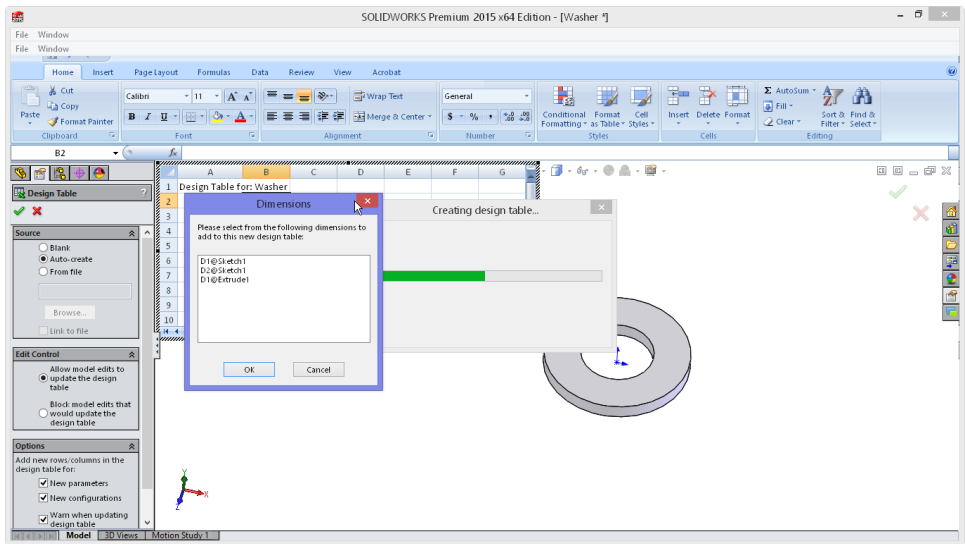 SOLIDWORKS Premium 2015 x64 Edition - [Washer *]
File Window
File Window
Home Insert Page Layout Formulas Data Review View Acrobat
Paste
Cut
Copy
Format Painter
Clipboard
Calibri 11
B I U
Font
Wrap Text
Merge & Center
Alignment
General
$ % ,
Number
Conditional Formatting
Format as Table
Cell Styles
Styles
Insert Delete Format
Cells
Σ AutoSum
Fill
Clear
Sort & Filter
Find & Select
Editing
B2
fx
A B C D E F G
1 Design Table for: Washer
2
3
4
5
6
7
8
9
10
Design Table
?
Source
Blank
Auto-create
From file
Browse...
Link to file
Edit Control
Allow model edits to
update the design
table
Block model edits that
would update the
design table
Options
Add new rows/columns in the
design table for:
New parameters
New configurations
Warn when updating
design table
Dimensions
Please select from the following dimensions to
add to this new design table:
D1@Sketch1
D2@Sketch1
D1@Extrude1
OK Cancel
Creating design table...
Y
X
Z
Model 3D Views Motion Study 1